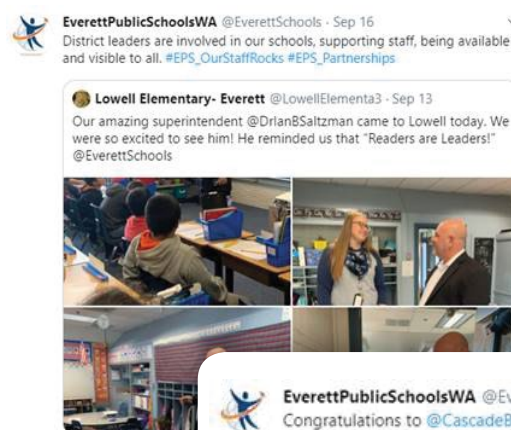 EverettPublicSchoolsWA @EverettSchools · Sep 16
District leaders are involved in our schools, supporting staff, being available
and visible to all. #EPS_OurStaffRocks #EPS_Partnerships
Lowell Elementary- Everett @LowellElementa3 · Sep 13
Our amazing superintendent @DrIanBSaltzman came to Lowell today. We
were so excited to see him! He reminded us that "Readers are Leaders!"
@EverettSchools
EverettPublicSchoolsWA @Ev
Congratulations to @CascadeB